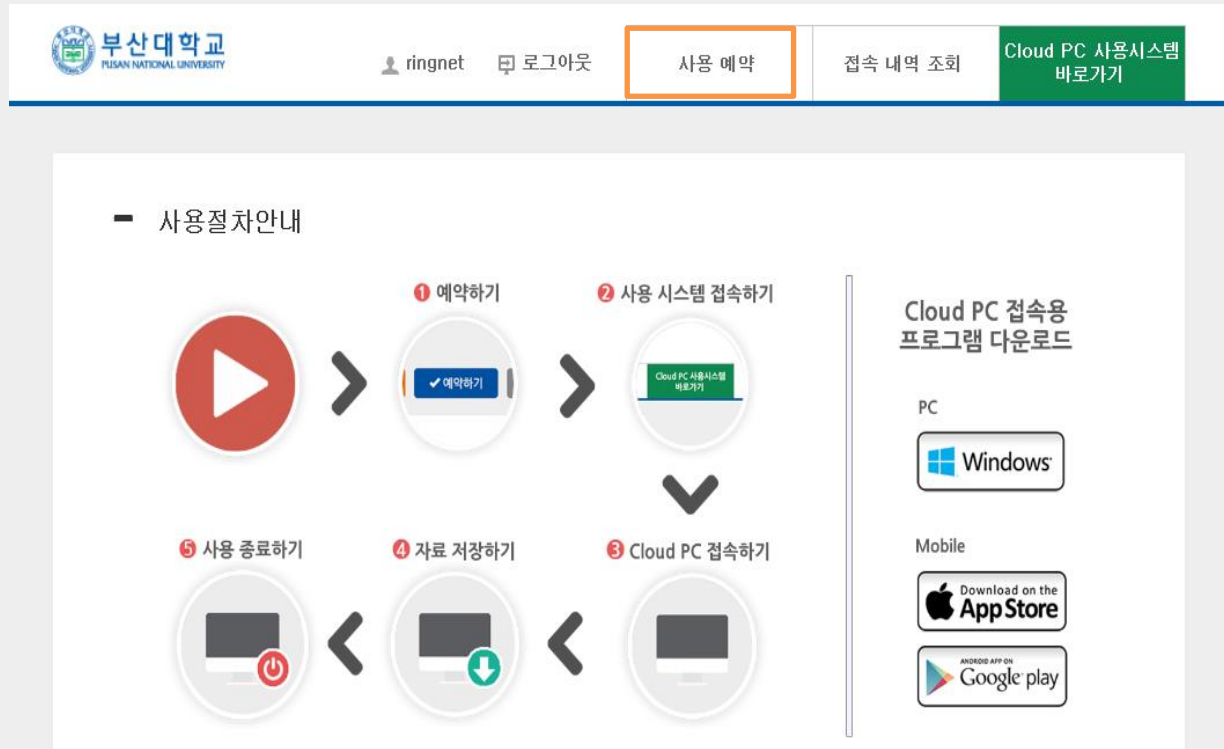 부산대학교
PUSAN NATIONAL UNIVERSITY
ringnet 로그아웃 사용 예약 접속 내역 조회
Cloud PC 사용시스템
바로가기
사용절차안내
1 예약하기
2 사용 시스템 접속하기
예약하기
Cloud PC 사용시스템
바로가기
5 사용 종료하기
4 자료 저장하기
3 Cloud PC 접속하기
Cloud PC 접속용
프로그램 다운로드
PC
Windows
Mobile
Download on the
App Store
ANDROID APP ON
Google play